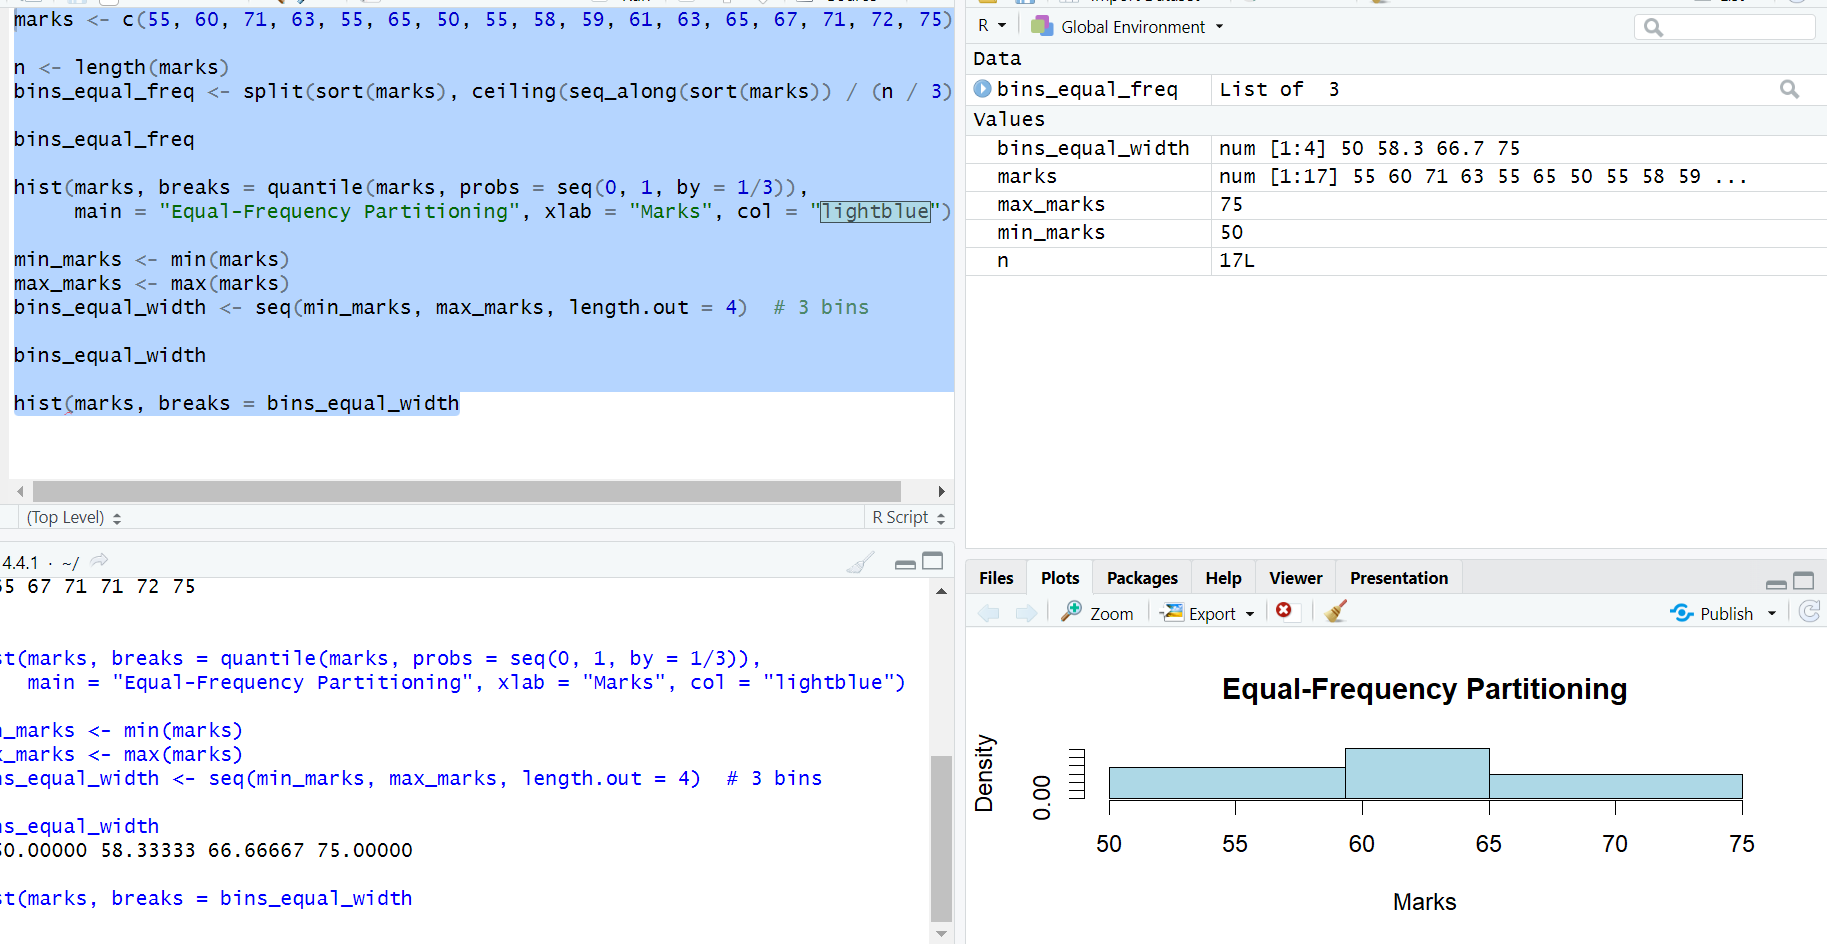 marks <- c(55, 60, 71, 63, 55, 65, 50, 55, 58, 59, 61, 63, 65, 67, 71, 72, 75)
n <- length(marks)
bins_equal_freq <- split(sort(marks), ceiling(seq_along(sort(marks)) / (n / 3)
bins_equal_freq
hist(marks, breaks = quantile(marks, probs = seq(0, 1, by = 1/3)),
main = "Equal-Frequency Partitioning", xlab = "Marks", col = "lightblue")
min_marks <- min(marks)
max_marks <- max(marks)
bins_equal_width <- seq(min_marks, max_marks, length.out = 4)  # 3 bins
bins_equal_width
hist(marks, breaks = bins_equal_width
(Top Level)
R Script
4.4.1 · ~/
55 67 71 71 72 75
st(marks, breaks = quantile(marks, probs = seq(0, 1, by = 1/3)),
main = "Equal-Frequency Partitioning", xlab = "Marks", col = "lightblue")
_marks <- min(marks)
_marks <- max(marks)
ns_equal_width <- seq(min_marks, max_marks, length.out = 4)  # 3 bins
ns_equal_width
50.00000 58.33333 66.66667 75.00000
st(marks, breaks = bins_equal_width
R
Global Environment
Data
bins_equal_freq List of  3
Values
bins_equal_width num [1:4] 50 58.3 66.7 75
marks num [1:17] 55 60 71 63 55 65 50 55 58 59 ...
max_marks 75
min_marks 50
n 17L
Files Plots Packages Help Viewer Presentation
Zoom Export Publish
Equal-Frequency Partitioning
Density
0.00
50 55 60 65 70 75
Marks